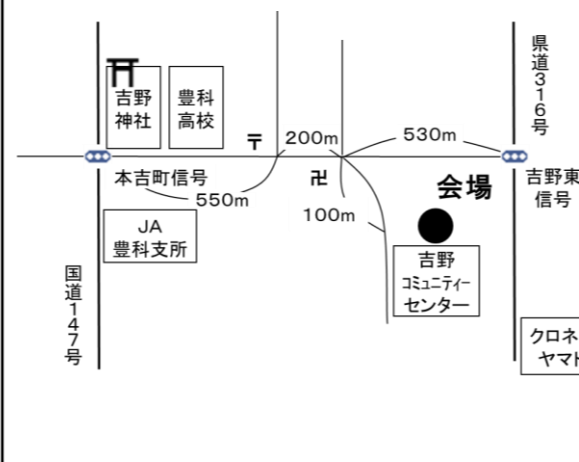 県道316号
吉野
神社
豊科
高校
〒
200m
530m
本吉町信号
卍
会場
吉野東
信号
550m
100m
JA
豊科支所
吉野
コミュニティー
センター
国道147号
クロネ
ヤマト